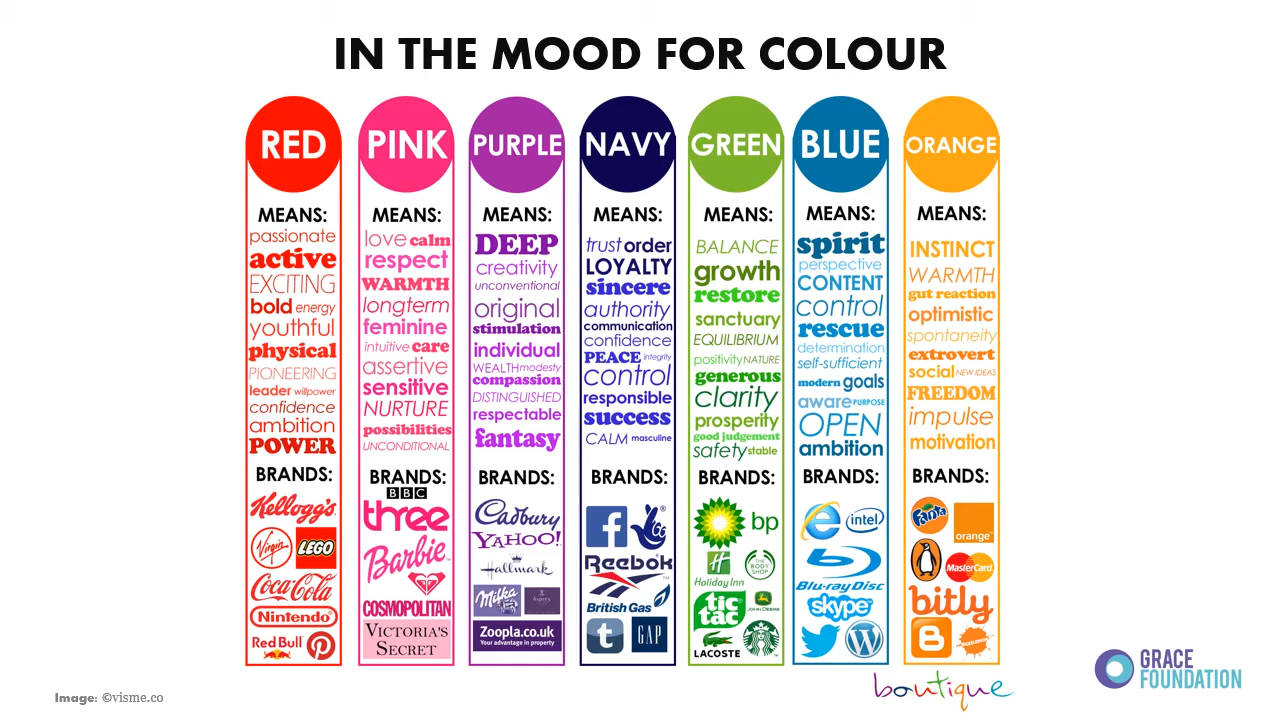 IN THE MOOD FOR COLOUR
RED
MEANS:
passionate
active
EXCITING
bold energy
youthful
physical
PIONEERING
leader willpower
confidence
ambition
POWER
BRANDS:
Kellogg's
Virgin LEGO
Coca-Cola
Nintendo
Red Bull
PINK
MEANS:
love calm
respect
WARMTH
longterm
feminine
intuitive care
assertive
sensitive
NURTURE
possibilities
UNCONDITIONAL
BRANDS:
BBC
three
Barbie
COSMOPOLITAN
VICTORIA'S
SECRET
PURPLE
MEANS:
DEEP
creativity
unconventional
original
stimulation
individual
WEALTH modesty
compassion
DISTINGUISHED
respectable
fantasy
BRANDS:
Cadbury
YAHOO!
Hallmark
Milka
Zoopla.co.uk
Your advantage in property
NAVY
MEANS:
trust order
LOYALTY
sincere
authority
communication
confidence
PEACE integrity
control
responsible
success
CALM masculine
BRANDS:
f
Reebok
British Gas
t GAP
GREEN
MEANS:
BALANCE
growth
restore
sanctuary
EQUILIBRIUM
positivity NATURE
generous
clarity
prosperity
good judgement
safety stable
BRANDS:
bp
H THE BODY SHOP
Holiday Inn
tic tac JOHN DEERE
LACOSTE
BLUE
MEANS:
spirit
perspective
CONTENT
control
rescue
determination
self-sufficient
modern goals
aware PURPOSE
OPEN
ambition
BRANDS:
e intel
Blu-ray Disc
skype
W
ORANGE
MEANS:
INSTINCT
WARMTH
gut reaction
optimistic
spontaneity
extrovert
social NEW IDEAS
FREEDOM
impulse
motivation
BRANDS:
Fanta orange™
MasterCard
bitly
B
boutique
GRACE
FOUNDATION
Image: ©visme.co